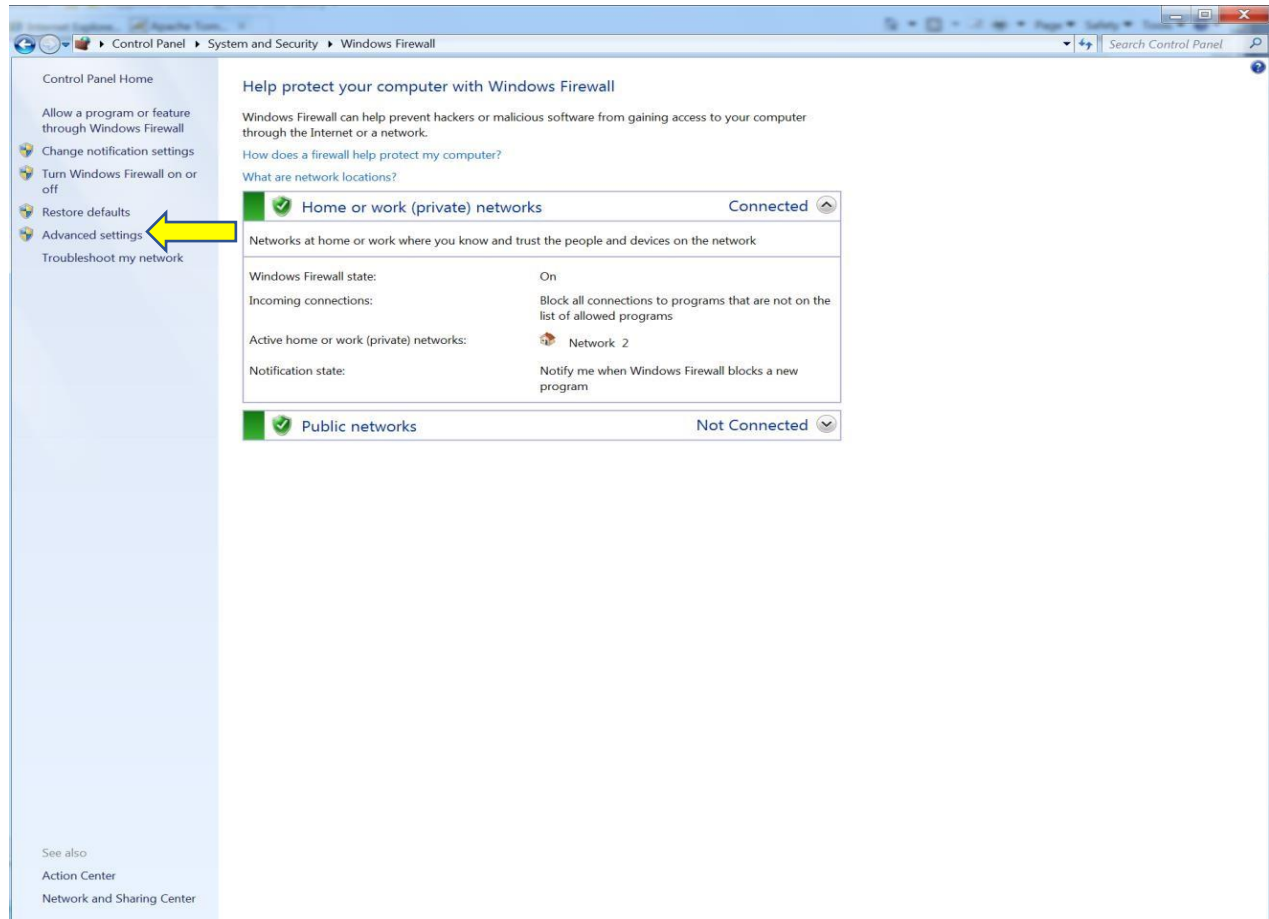 Internet Explore... Apache Tom...
Page Safety Tools
Control Panel System and Security Windows Firewall
Search Control Panel
Control Panel Home
Allow a program or feature
through Windows Firewall
Change notification settings
Turn Windows Firewall on or
off
Restore defaults
Advanced settings
Troubleshoot my network
Help protect your computer with Windows Firewall
Windows Firewall can help prevent hackers or malicious software from gaining access to your computer
through the Internet or a network.
How does a firewall help protect my computer?
What are network locations?
Home or work (private) networks Connected
Networks at home or work where you know and trust the people and devices on the network
Windows Firewall state: On
Incoming connections: Block all connections to programs that are not on the
list of allowed programs
Active home or work (private) networks: Network 2
Notification state: Notify me when Windows Firewall blocks a new
program
Public networks Not Connected
See also
Action Center
Network and Sharing Center